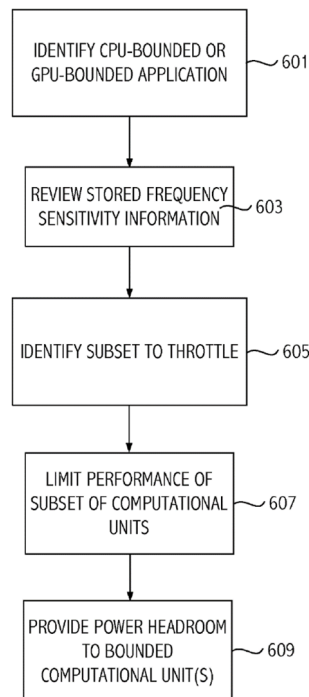 IDENTIFY CPU-BOUNDED OR
GPU-BOUNDED APPLICATION
601
REVIEW STORED FREQUENCY
SENSITIVITY INFORMATION
603
IDENTIFY SUBSET TO THROTTLE
605
LIMIT PERFORMANCE OF
SUBSET OF COMPUTATIONAL
UNITS
607
PROVIDE POWER HEADROOM
TO BOUNDED
COMPUTATIONAL UNIT(S)
609